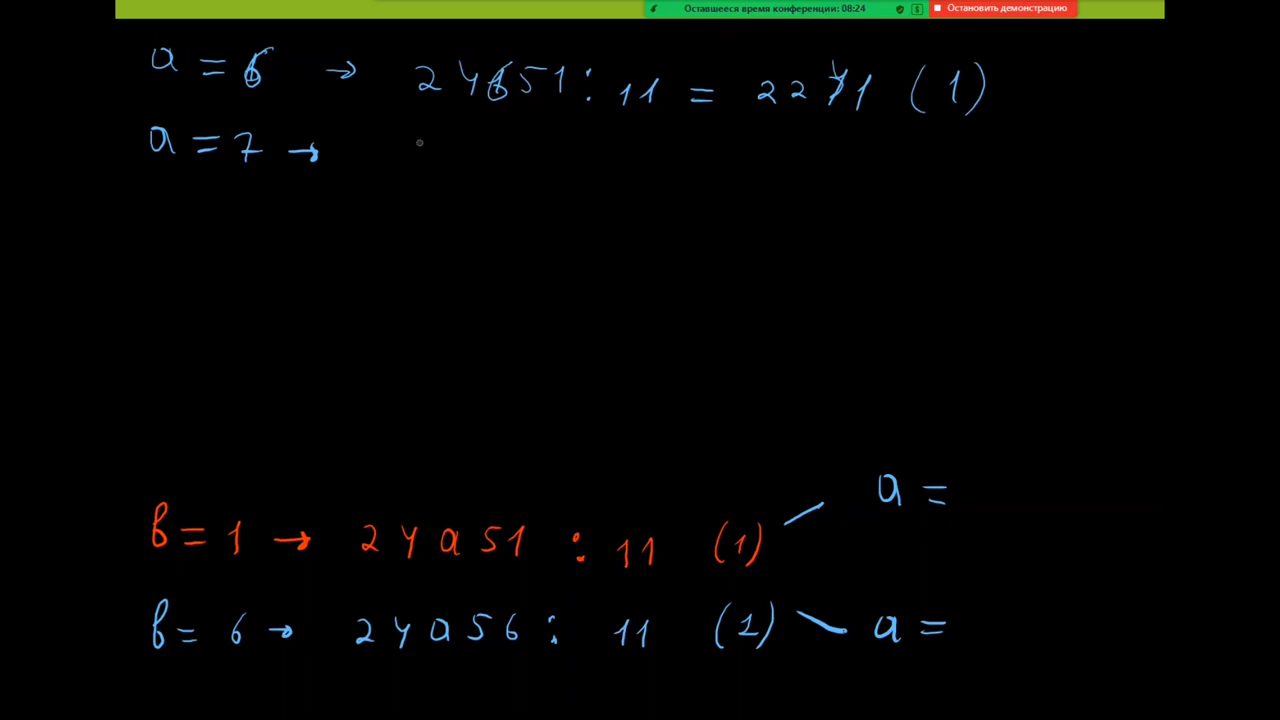 Оставшееся время конференции: 08:24
Остановить демонстрацию
a = 6 → 24651 : 11 = 2241 (1)
a = 7 →
a =
в = 1 → 24a51 : 11 (1)
в = 6 → 24a56 : 11 (1)
a =